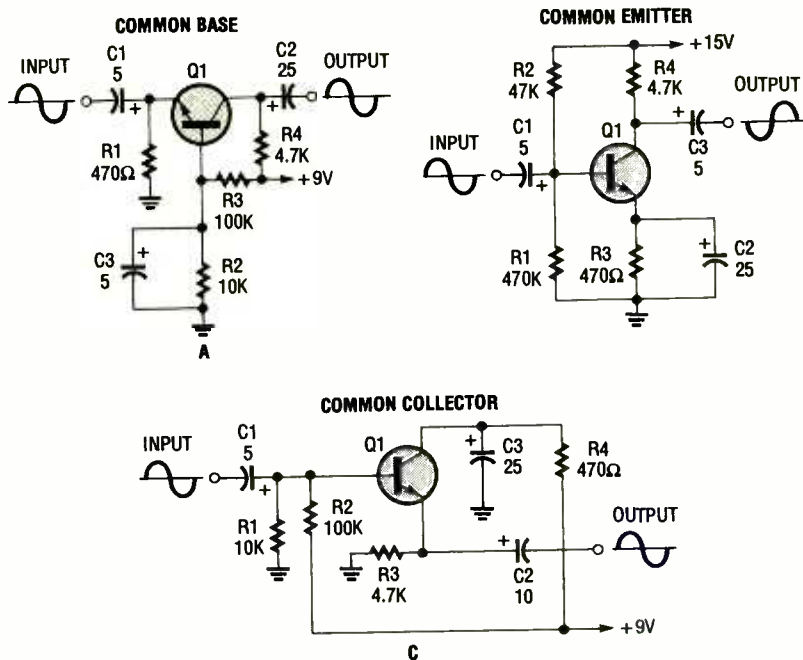 COMMON BASE
INPUT
C1
5
+
Q1
C2
25
+
OUTPUT
R1
470Ω
R4
4.7K
+9V
R3
100K
C3
5
+
R2
10K
A
COMMON EMITTER
+15V
R2
47K
R4
4.7K
INPUT
C1
5
+
Q1
+
C3
5
OUTPUT
R1
470K
R3
470Ω
+
C2
25
COMMON COLLECTOR
INPUT
C1
5
+
Q1
+
C3
25
R4
470Ω
R1
10K
R2
100K
R3
4.7K
+
C2
10
OUTPUT
+9V
C